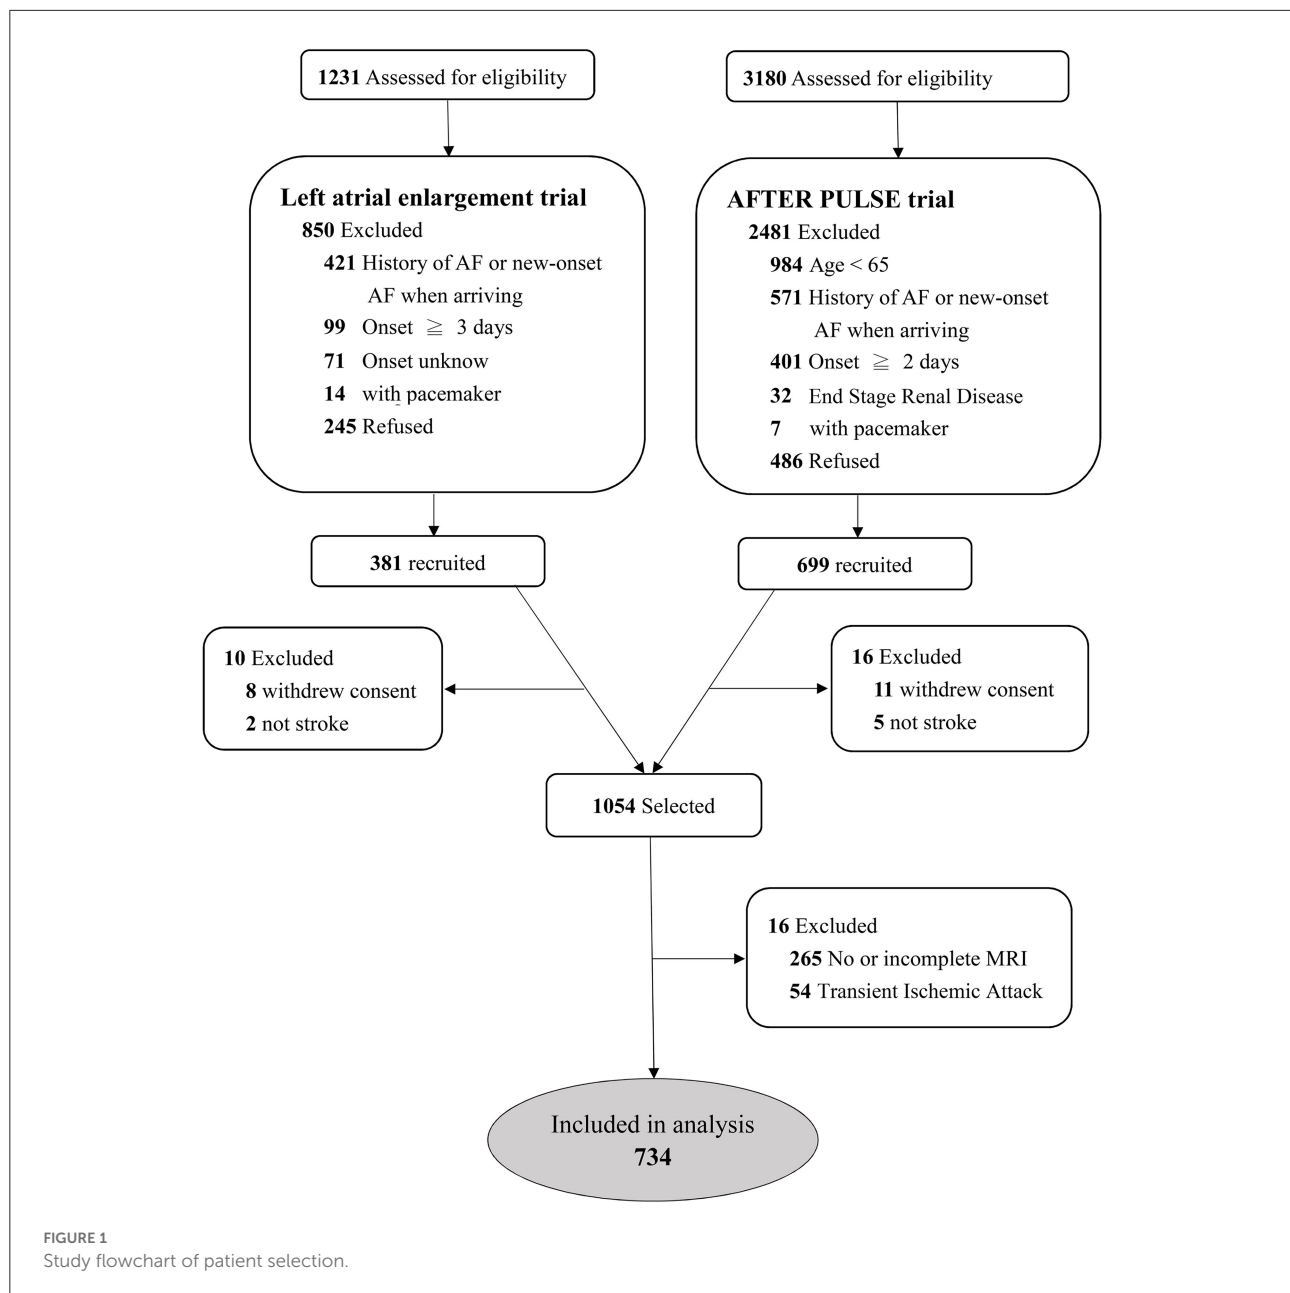 1231 Assessed for eligibility
3180 Assessed for eligibility
Left atrial enlargement trial
850 Excluded
421 History of AF or new-onset
AF when arriving
99 Onset ≧ 3 days
71 Onset unknow
14 with pacemaker
245 Refused
AFTER PULSE trial
2481 Excluded
984 Age < 65
571 History of AF or new-onset
AF when arriving
401 Onset ≧ 2 days
32 End Stage Renal Disease
7 with pacemaker
486 Refused
381 recruited
699 recruited
10 Excluded
8 withdrew consent
2 not stroke
16 Excluded
11 withdrew consent
5 not stroke
1054 Selected
16 Excluded
265 No or incomplete MRI
54 Transient Ischemic Attack
Included in analysis
734
FIGURE 1
Study flowchart of patient selection.